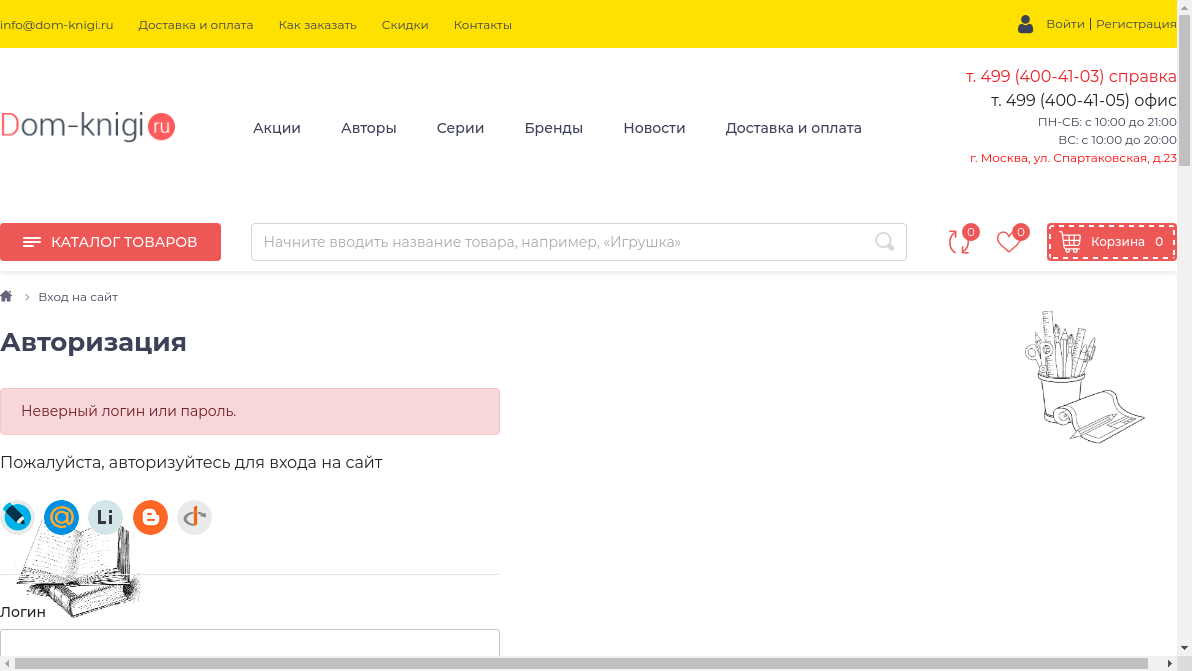 info@dom-knigi.ru Доставка и оплата Как заказать Скидки Контакты Войти | Регистрация
т. 499 (400-41-03) справка
т. 499 (400-41-05) офис
ПН-СБ: с 10:00 до 21:00
ВС: с 10:00 до 20:00
г. Москва, ул. Спартаковская, д.23
Dom-knigi ru
Акции Авторы Серии Бренды Новости Доставка и оплата
КАТАЛОГ ТОВАРОВ Начните вводить название товара, например, «Игрушка» 0 0 Корзина 0
Вход на сайт
Авторизация
Неверный логин или пароль.
Пожалуйста, авторизуйтесь для входа на сайт
@ Li B
Логин